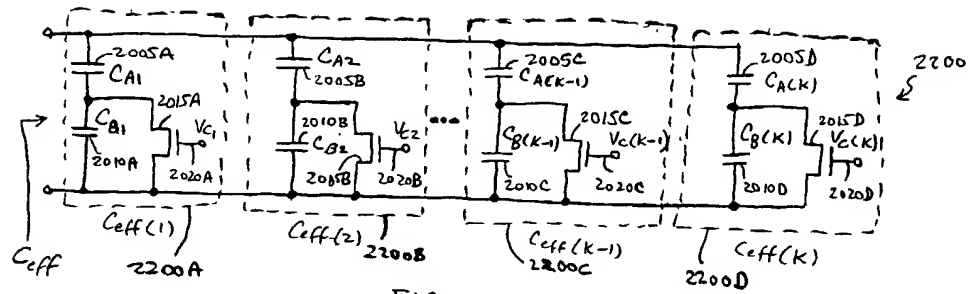 2005A
CA1
2015A
CB1
2010A
VC1
2020A
Ceff(1)
2200A
Ceff
CA2
2005B
2010B
CB2
2015B
VC2
2020B
Ceff(2)
2200B
...
2005C
CA(K-1)
2015C
CB(K-1)
2010C
VC(K-1)
2020C
Ceff(K-1)
2200C
2005D
CA(K)
2015D
CB(K)
2010D
VC(K)
2020D
Ceff(K)
2200D
2200